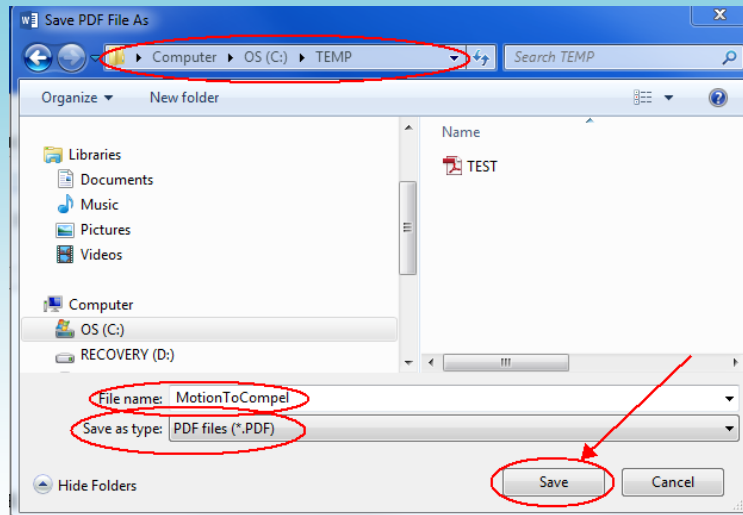 Save PDF File As
Computer OS (C:) TEMP Search TEMP
Organize New folder
Name
TEST
Libraries
Documents
Music
Pictures
Videos
Computer
OS (C:)
RECOVERY (D:)
File name: MotionToCompel
Save as type: PDF files (*.PDF)
Hide Folders Save Cancel